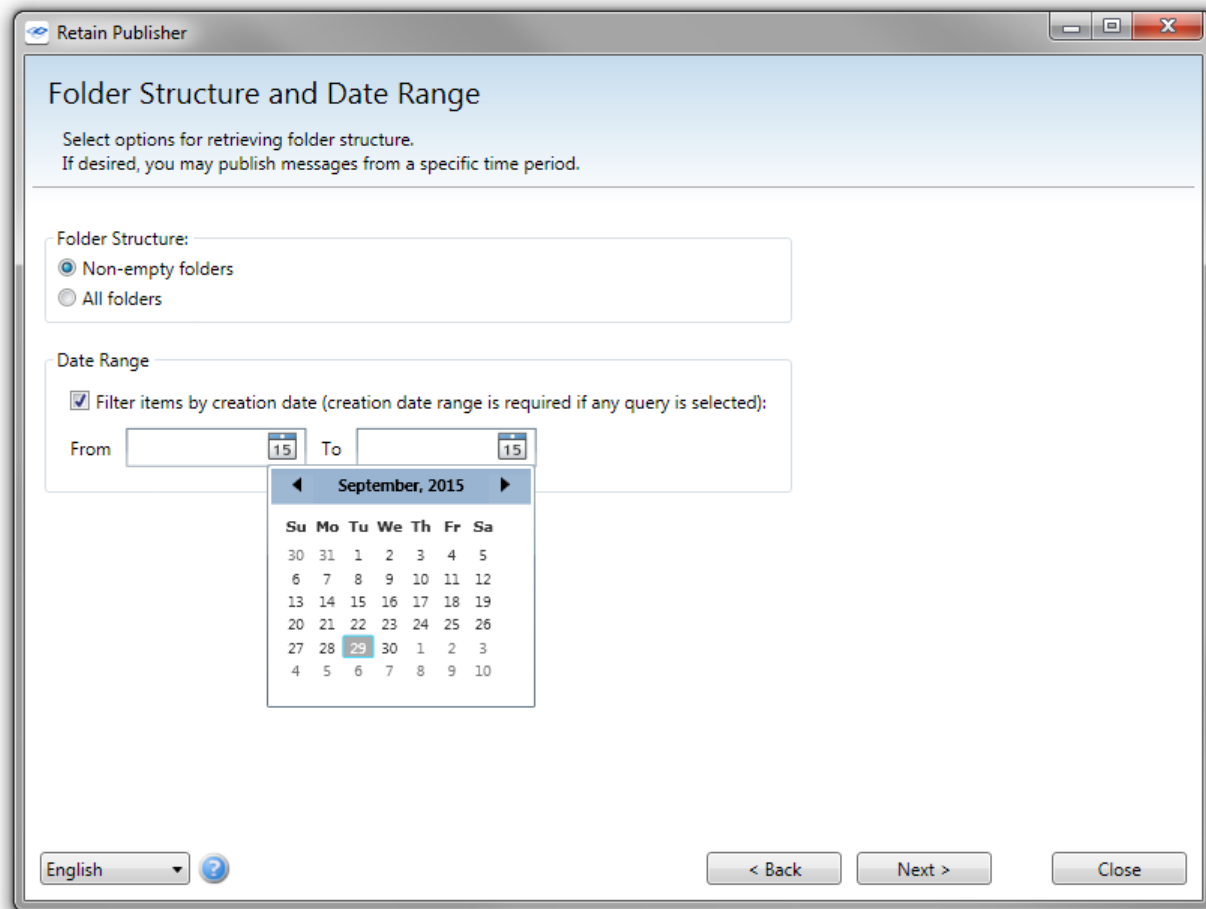 Retain Publisher
Folder Structure and Date Range
Select options for retrieving folder structure.
If desired, you may publish messages from a specific time period.
Folder Structure:
Non-empty folders
All folders
Date Range
Filter items by creation date (creation date range is required if any query is selected):
From 15 To 15
September, 2015
Su Mo Tu We Th Fr Sa
30 31 1 2 3 4 5
6 7 8 9 10 11 12
13 14 15 16 17 18 19
20 21 22 23 24 25 26
27 28 29 30 1 2 3
4 5 6 7 8 9 10
English ? < Back Next > Close